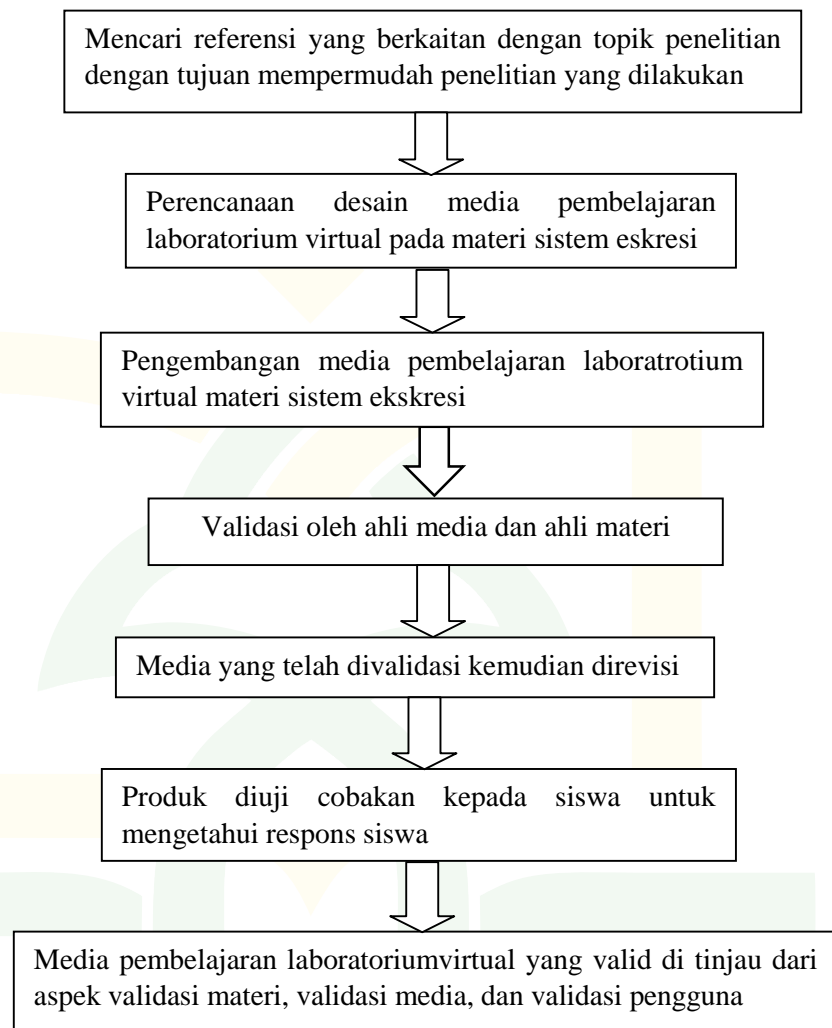 Mencari referensi yang berkaitan dengan topik penelitian
dengan tujuan mempermudah penelitian yang dilakukan
Perencanaan desain media pembelajaran
laboratorium virtual pada materi sistem eskresi
Pengembangan media pembelajaran laboratrotium
virtual materi sistem ekskresi
Validasi oleh ahli media dan ahli materi
Media yang telah divalidasi kemudian direvisi
Produk diuji cobakan kepada siswa untuk
mengetahui respons siswa
Media pembelajaran laboratoriumvirtual yang valid di tinjau dari
aspek validasi materi, validasi media, dan validasi pengguna